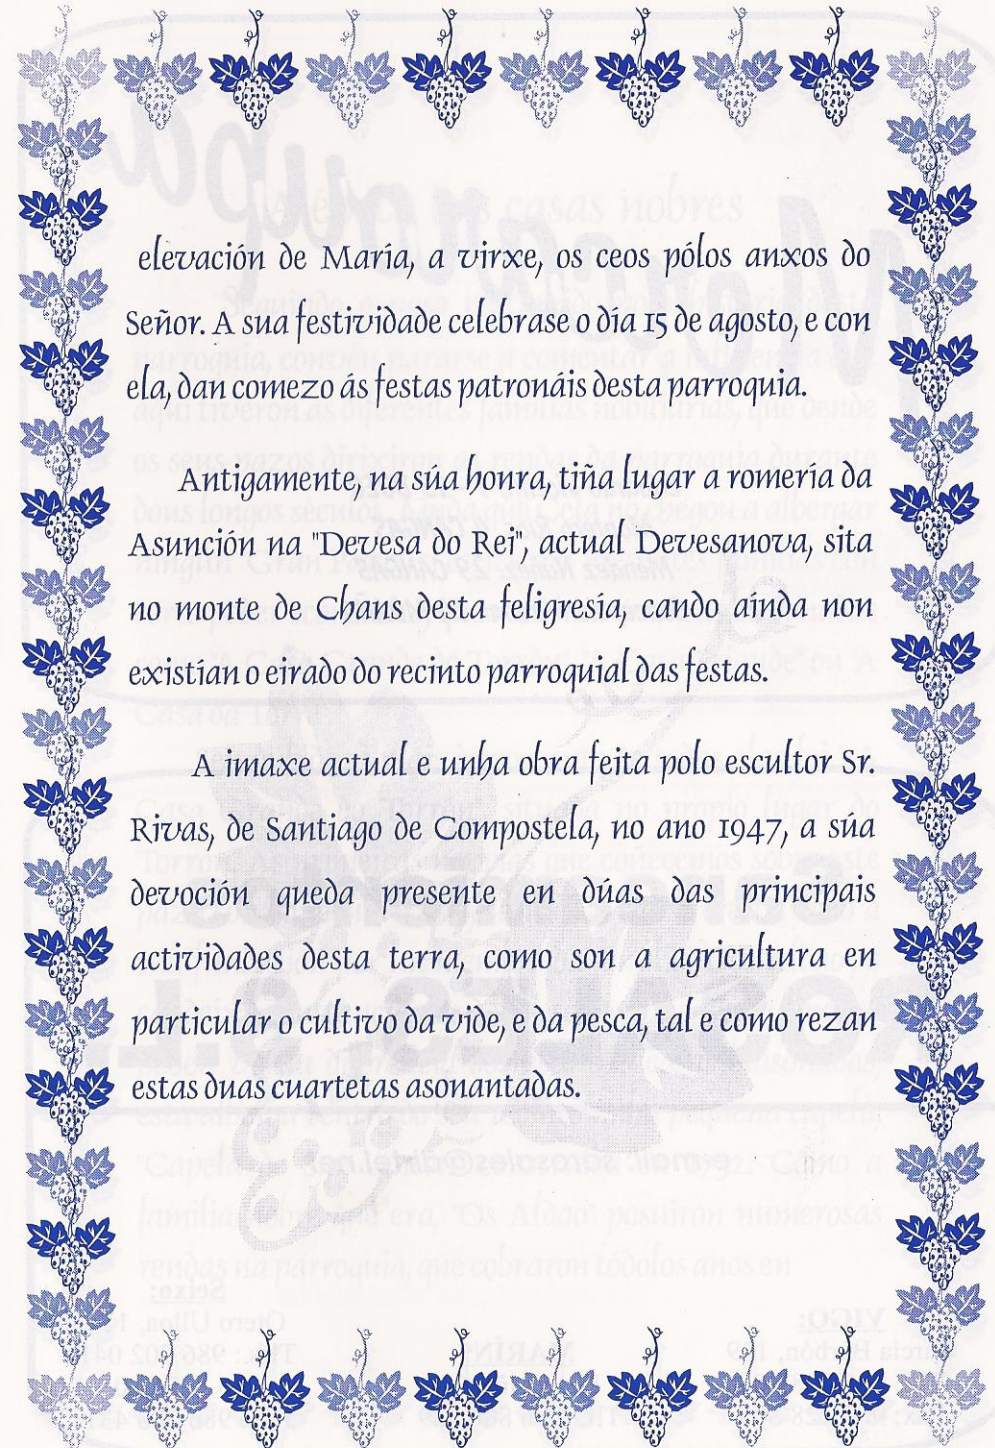 elevación de María, a virxe, os ceos pólos anxos do
Señor. A sua festividade celebrase o día 15 de agosto, e con
ela, dan comezo ás festas patronáis desta parroquia.
Antigamente, na súa honra, tiña lugar a romería da
Asunción na "Devesa do Rei", actual Devesanova, sita
no monte de Chans desta feligresía, cando aínda non
existían o eirado do recinto parroquial das festas.
A imaxe actual e unha obra feita polo escultor Sr.
Rivas, de Santiago de Compostela, no ano 1947, a súa
devoción queda presente en dúas das principais
actividades desta terra, como son a agricultura en
particular o cultivo da vide, e da pesca, tal e como rezan
estas duas cuartetas asonantadas.